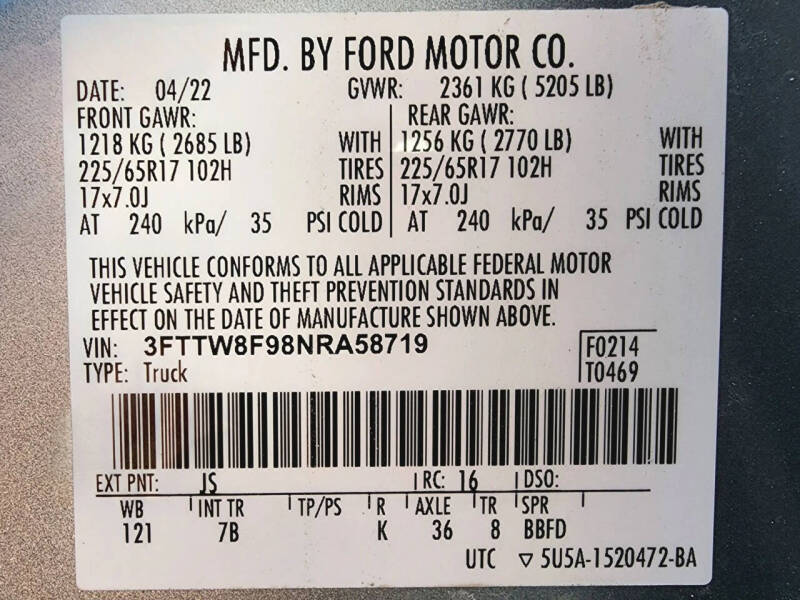 MFD. BY FORD MOTOR CO.
DATE: 04/22 GVWR: 2361 KG ( 5205 LB)
FRONT GAWR: REAR GAWR:
1218 KG ( 2685 LB) WITH 1256 KG ( 2770 LB) WITH
225/65R17 102H TIRES 225/65R17 102H TIRES
17x7.0J RIMS 17x7.0J RIMS
AT 240 kPa/ 35 PSI COLD AT 240 kPa/ 35 PSI COLD
THIS VEHICLE CONFORMS TO ALL APPLICABLE FEDERAL MOTOR
VEHICLE SAFETY AND THEFT PREVENTION STANDARDS IN
EFFECT ON THE DATE OF MANUFACTURE SHOWN ABOVE.
VIN: 3FTTW8F98NRA58719 F0214
TYPE: Truck T0469
EXT PNT: JS RC: 16 DSO:
WB INT TR TP/PS R AXLE TR SPR
121 7B K 36 8 BBFD
UTC ▽ 5U5A-1520472-BA